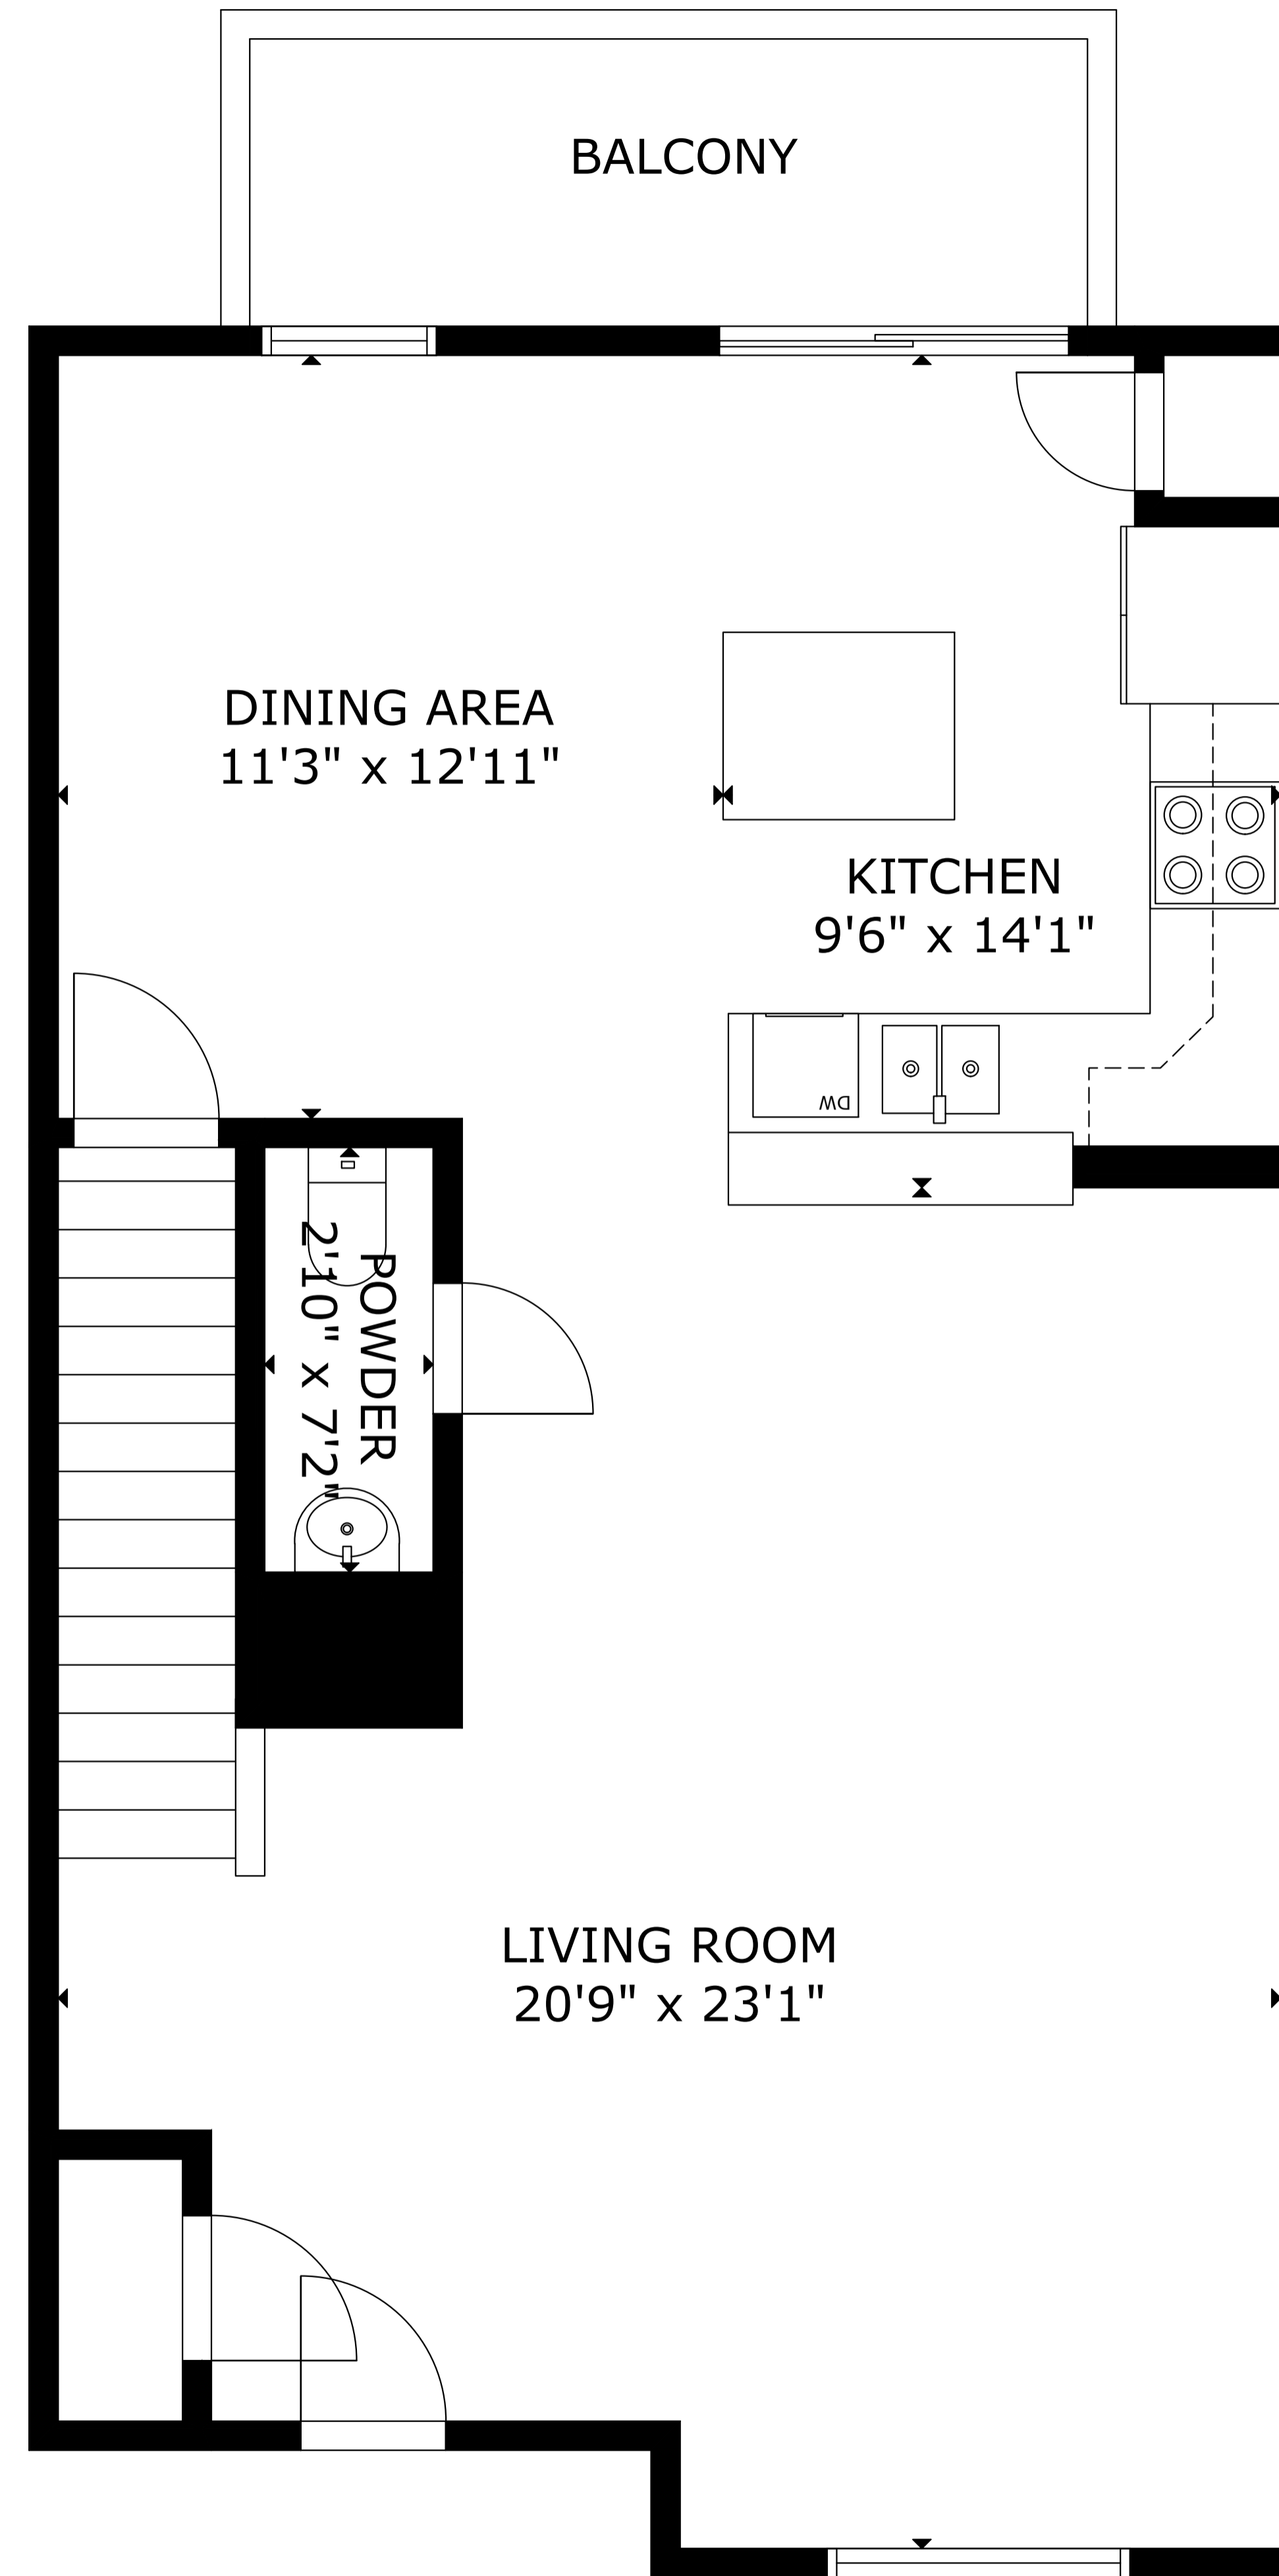 BALCONY
DINING AREA
11'3" x 12'11"
KITCHEN
9'6" x 14'1"
DW
POWDER
2'10" x 7'2"
LIVING ROOM
20'9" x 23'1"